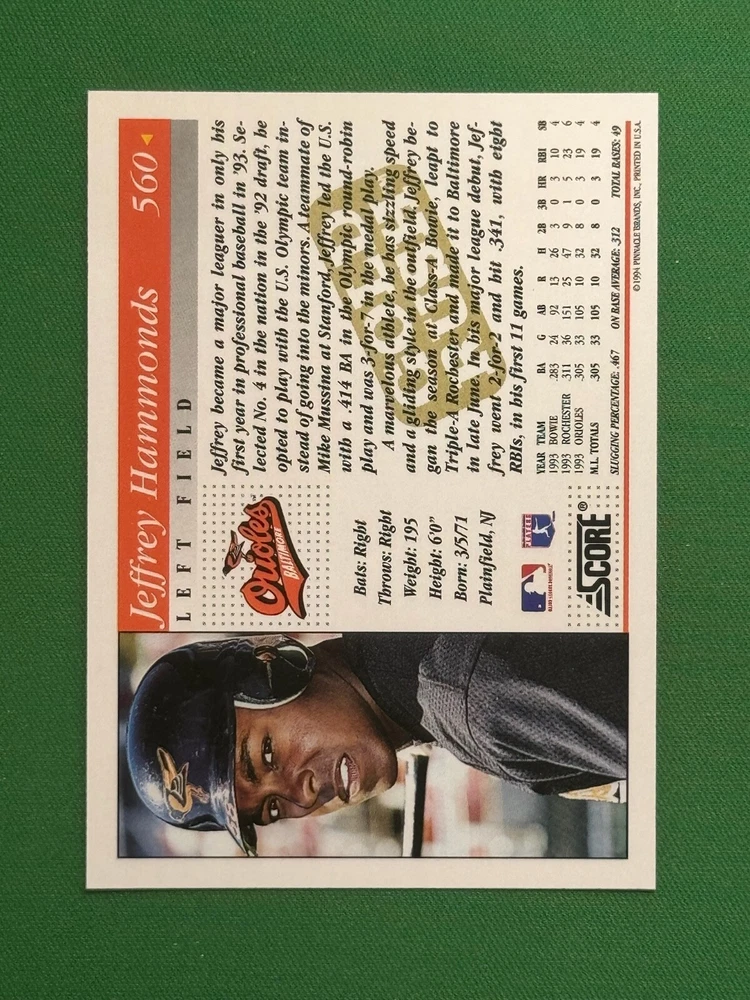 Jeffrey Hammonds 560
LEFT FIELD
Orioles
BALTIMORE
Bats: Right
Throws: Right
Weight: 195
Height: 6'0"
Born: 3/5/71
Plainfield, NJ
MAJOR LEAGUE BASEBALL
PLAYERS
SCORE®
Jeffrey became a major leaguer in only his
first year in professional baseball in '93. Se-
lected No. 4 in the nation in the '92 draft, he
opted to play with the U.S. Olympic team in-
stead of going into the minors. A teammate of
Mike Mussina at Stanford, Jeffrey led the U.S.
with a .414 BA in the Olympic round-robin
play and was 3-for-7 in the medal play.
A marvelous athlete, he has sizzling speed
and a gliding style in the outfield. Jeffrey be-
gan the season at Class-A Bowie, leapt to
Triple-A Rochester and made it to Baltimore
in late June. In his major league debut, Jef-
frey went 2-for-2 and hit .341, with eight
RBIs, in his first 11 games.
YEAR TEAM BA G AB R H 2B 3B HR RBI SB
1993 BOWIE .283 24 92 13 26 3 0 3 10 4
1993 ROCHESTER .311 36 151 25 47 9 1 5 23 6
1993 ORIOLES .305 33 105 10 32 8 0 3 19 4
M.L. TOTALS .305 33 105 10 32 8 0 3 19 4
SLUGGING PERCENTAGE: .467 ON BASE AVERAGE: .312 TOTAL BASES: 49
©1994 PINNACLE BRANDS, INC., PRINTED IN U.S.A.